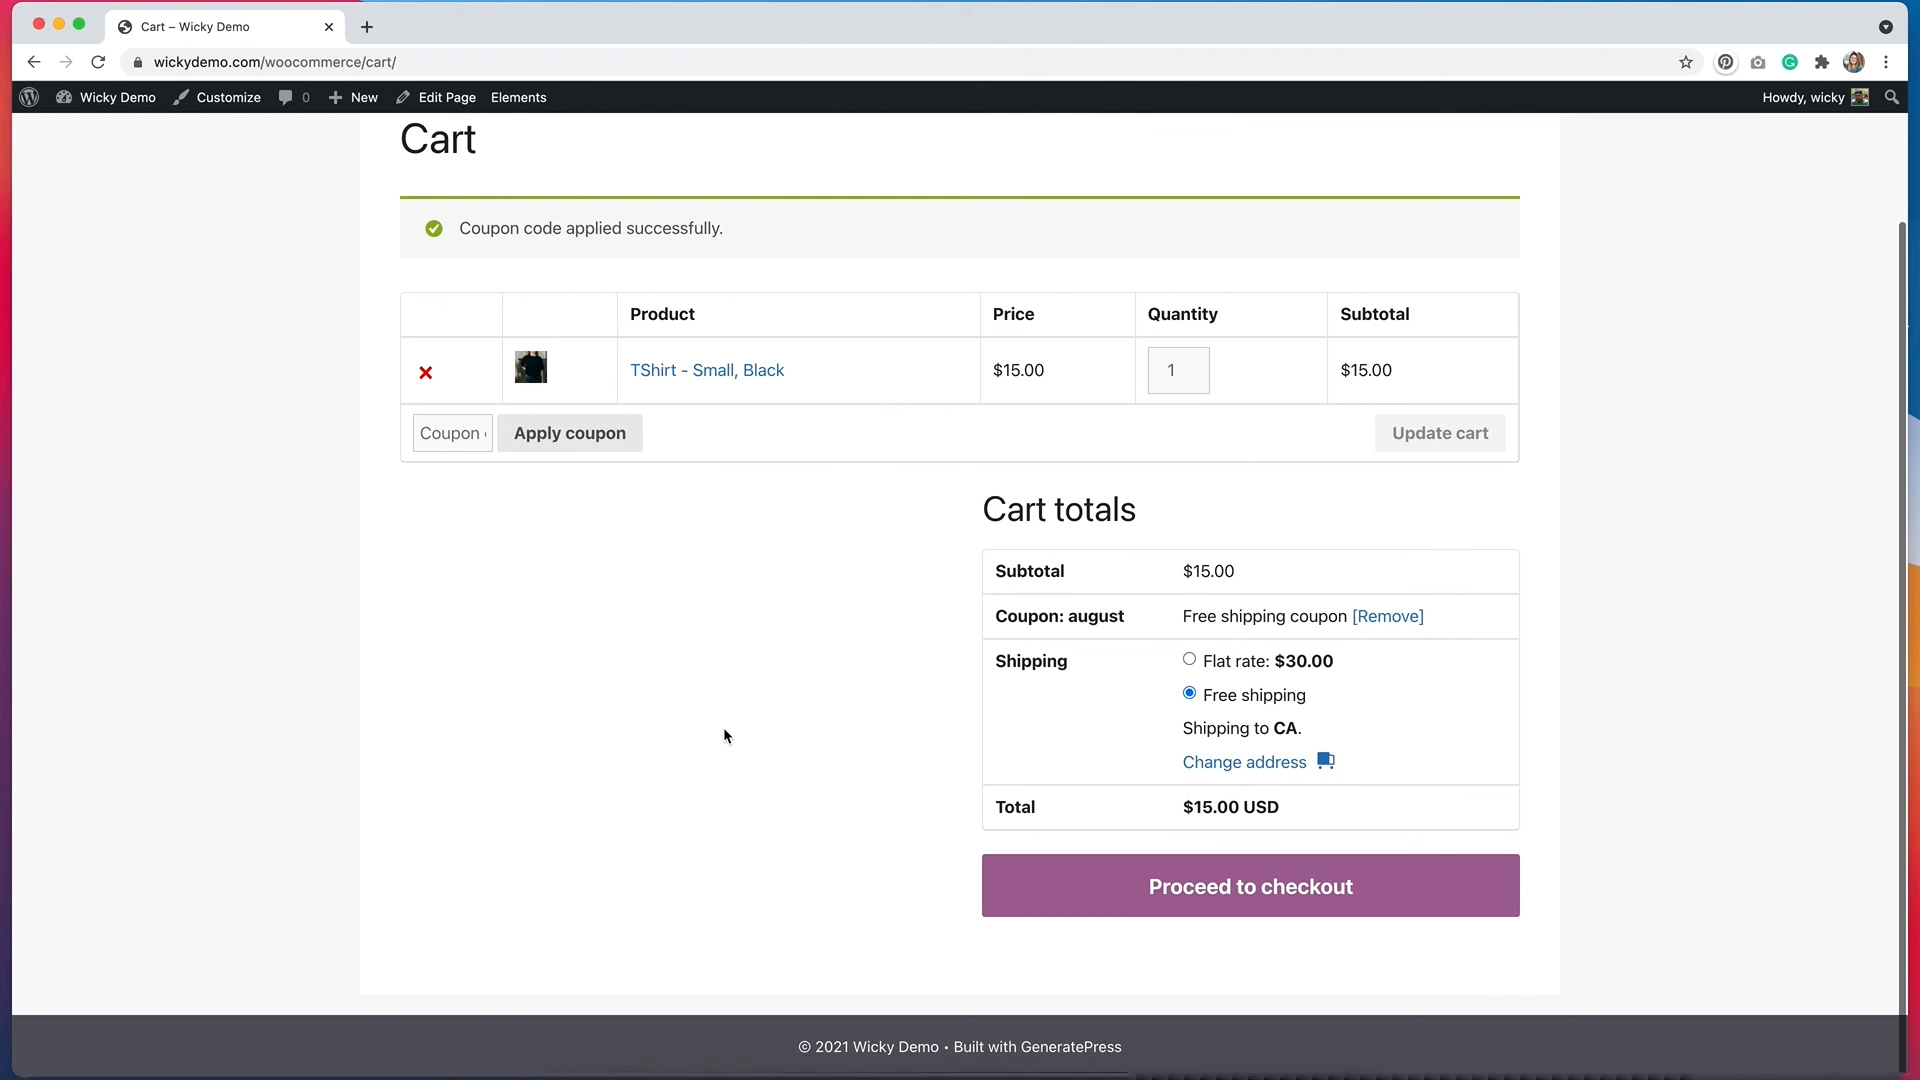 Cart – Wicky Demo
wickydemo.com/woocommerce/cart/
Wicky Demo Customize 0 New Edit Page Elements Howdy, wicky
Cart
Coupon code applied successfully.
Product Price Quantity Subtotal
TShirt - Small, Black $15.00 1 $15.00
Coupon Apply coupon Update cart
Cart totals
Subtotal $15.00
Coupon: august Free shipping coupon [Remove]
Shipping Flat rate: $30.00
Free shipping
Shipping to CA.
Change address
Total $15.00 USD
Proceed to checkout
© 2021 Wicky Demo • Built with GeneratePress